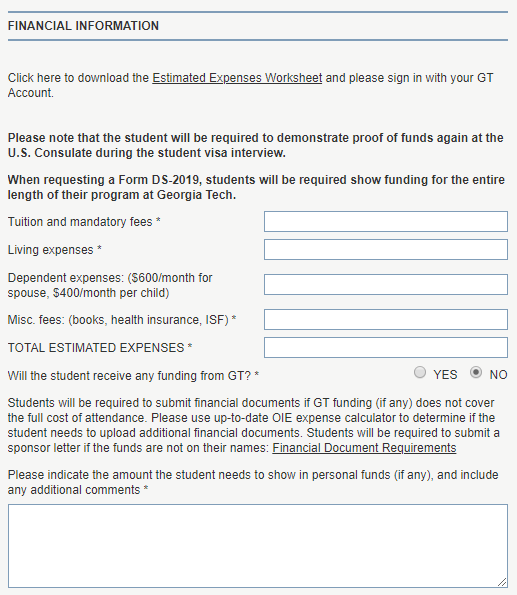 FINANCIAL INFORMATION
Click here to download the Estimated Expenses Worksheet and please sign in with your GT
Account.
Please note that the student will be required to demonstrate proof of funds again at the
U.S. Consulate during the student visa interview.
When requesting a Form DS-2019, students will be required show funding for the entire
length of their program at Georgia Tech.
Tuition and mandatory fees *
Living expenses *
Dependent expenses: ($600/month for
spouse, $400/month per child)
Misc. fees: (books, health insurance, ISF) *
TOTAL ESTIMATED EXPENSES *
Will the student receive any funding from GT? * YES NO
Students will be required to submit financial documents if GT funding (if any) does not cover
the full cost of attendance. Please use up-to-date OIE expense calculator to determine if the
student needs to upload additional financial documents. Students will be required to submit a
sponsor letter if the funds are not on their names: Financial Document Requirements
Please indicate the amount the student needs to show in personal funds (if any), and include
any additional comments *